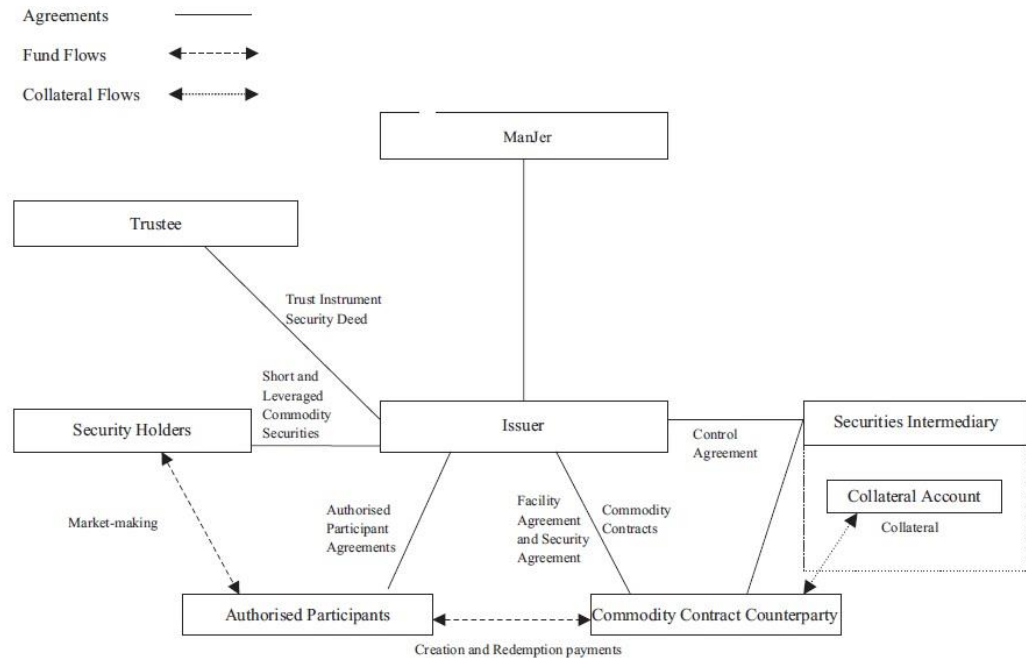 Agreements
Fund Flows
Collateral Flows
ManJer
Trustee
Trust Instrument
Security Deed
Short and
Leveraged
Commodity
Securities
Security Holders
Issuer
Control
Agreement
Securities Intermediary
Collateral Account
Collateral
Market-making
Authorised
Participant
Agreements
Facility
Agreement
and Security
Agreement
Commodity
Contracts
Authorised Participants
Commodity Contract Counterparty
Creation and Redemption payments